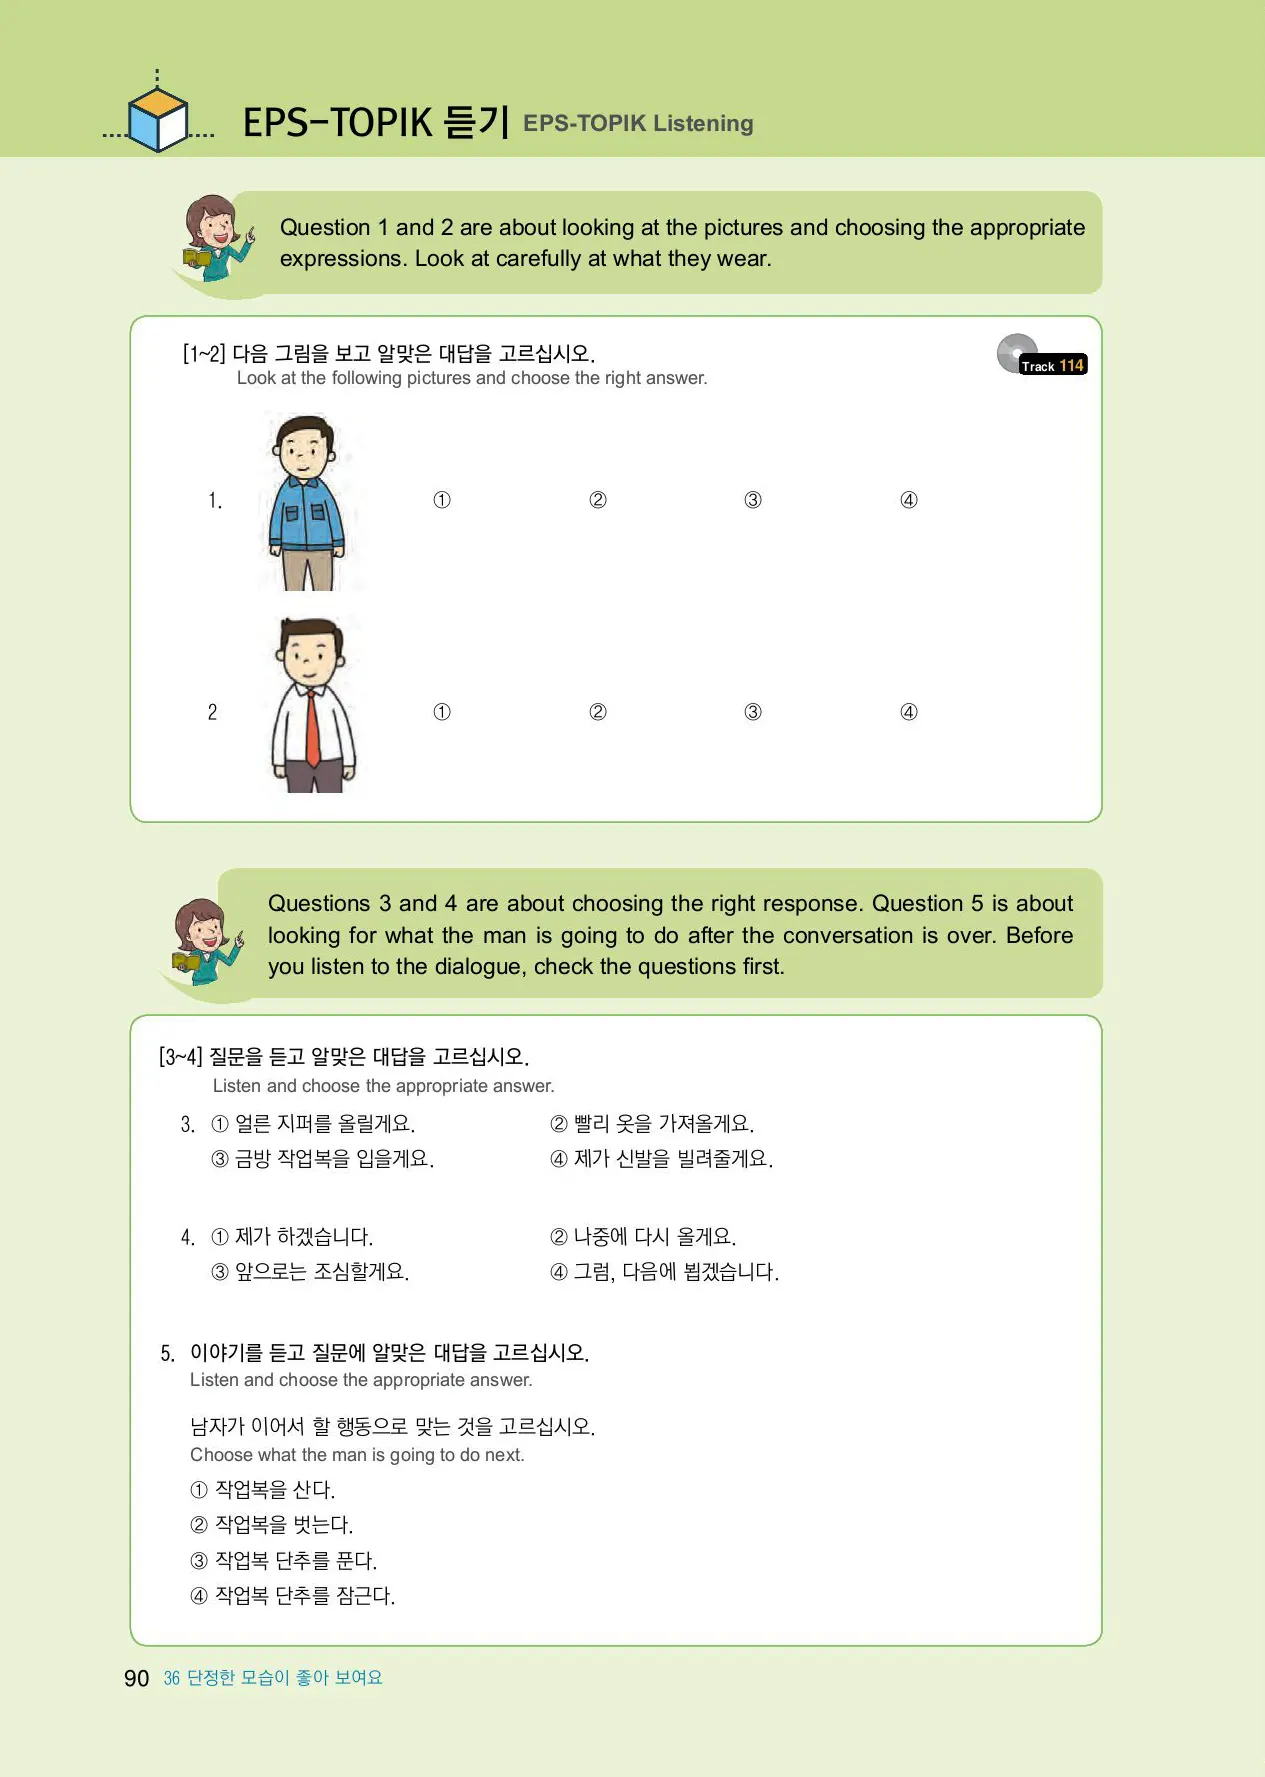 EPS-TOPIK 듣기 EPS-TOPIK Listening
Question 1 and 2 are about looking at the pictures and choosing the appropriate
expressions. Look at carefully at what they wear.
[1~2] 다음 그림을 보고 알맞은 대답을 고르십시오.
Look at the following pictures and choose the right answer.
Track 114
1. ① ② ③ ④
2 ① ② ③ ④
Questions 3 and 4 are about choosing the right response. Question 5 is about
looking for what the man is going to do after the conversation is over. Before
you listen to the dialogue, check the questions first.
[3~4] 질문을 듣고 알맞은 대답을 고르십시오.
Listen and choose the appropriate answer.
3. ① 얼른 지퍼를 올릴게요. ② 빨리 옷을 가져올게요.
③ 금방 작업복을 입을게요. ④ 제가 신발을 빌려줄게요.
4. ① 제가 하겠습니다. ② 나중에 다시 올게요.
③ 앞으로는 조심할게요. ④ 그럼, 다음에 뵙겠습니다.
5. 이야기를 듣고 질문에 알맞은 대답을 고르십시오.
Listen and choose the appropriate answer.
남자가 이어서 할 행동으로 맞는 것을 고르십시오.
Choose what the man is going to do next.
① 작업복을 산다.
② 작업복을 벗는다.
③ 작업복 단추를 푼다.
④ 작업복 단추를 잠근다.
90 36 단정한 모습이 좋아 보여요